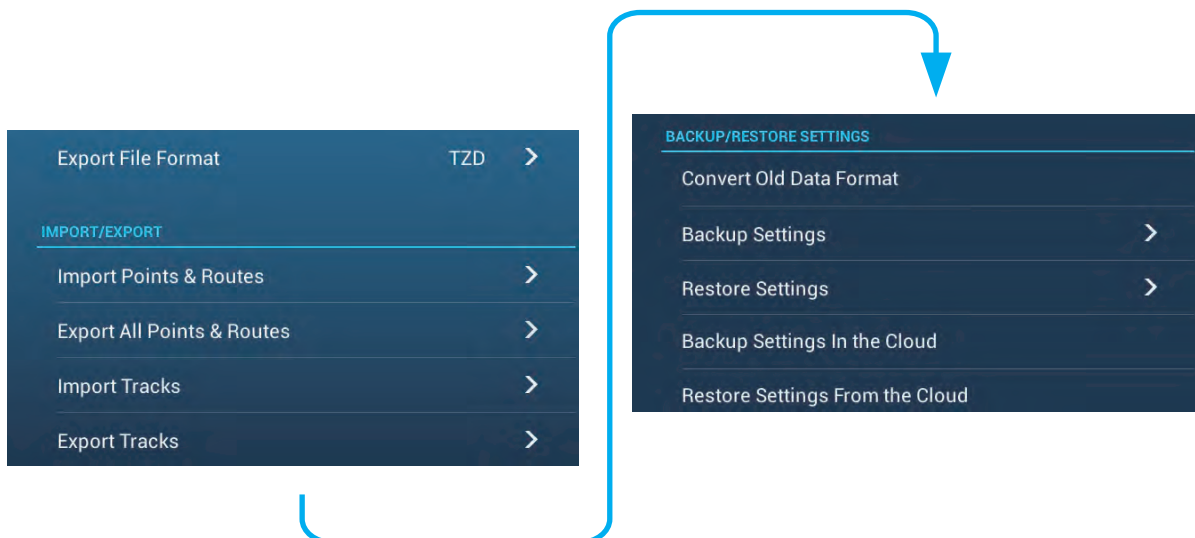 Export File Format TZD
IMPORT/EXPORT
Import Points & Routes
Export All Points & Routes
Import Tracks
Export Tracks
BACKUP/RESTORE SETTINGS
Convert Old Data Format
Backup Settings
Restore Settings
Backup Settings In the Cloud
Restore Settings From the Cloud